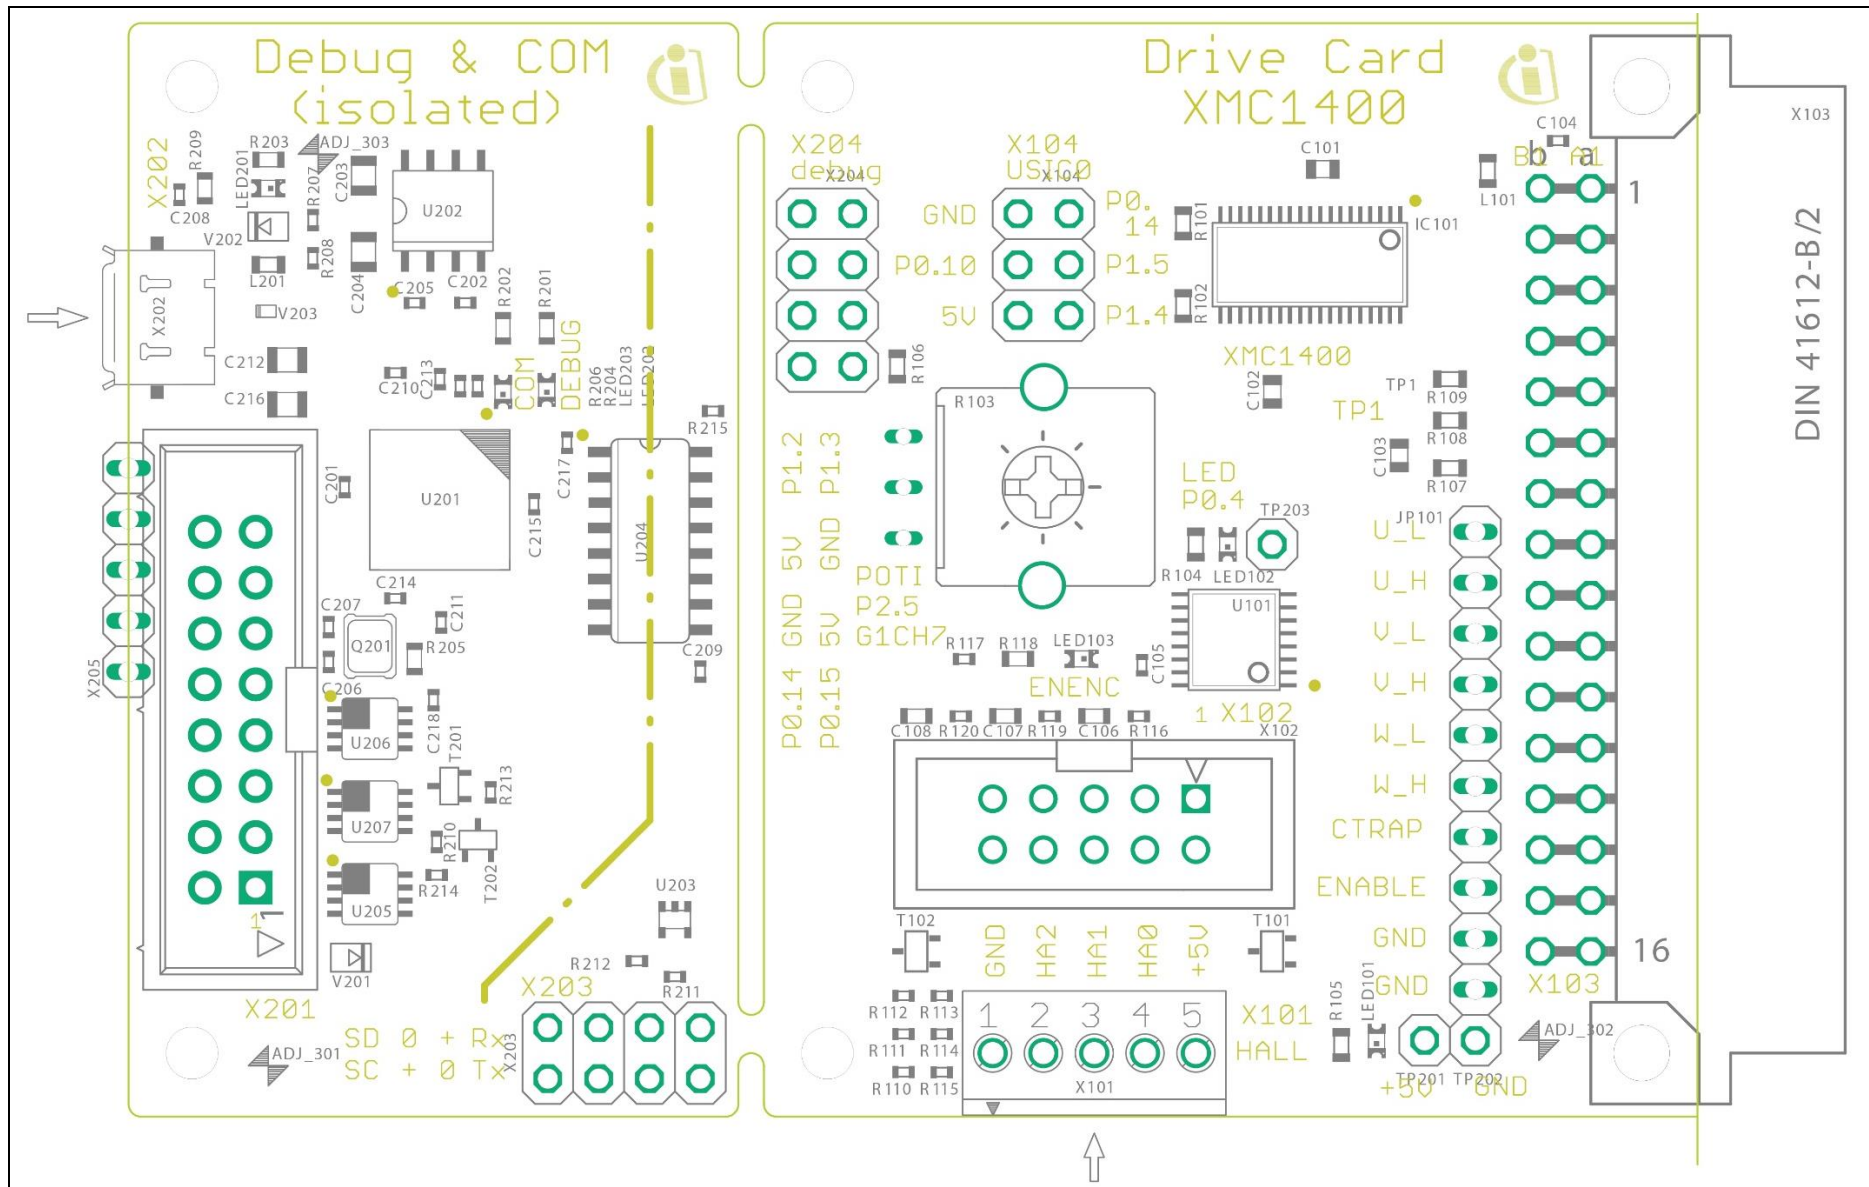 Debug & COM
(isolated)
Drive Card
XMC1400
X103
C104
B1 A1
b a
1
16
DIN 41612-B/2
X103
X202
R209
R203
ADJ_303
LED201
R207
C203
C208
V202
R208
L201
C204
U202
C205
C202
R202
R201
X202
V203
C212
C216
C210
C213
COM
DEBUG
R206
R204
LED203
R215
C201
U201
C217
C215
U204
C214
C207
Q201
C211
R205
C206
C209
X205
U206
C218
T201
R213
U207
R210
T202
U205
R214
U203
V201
1
1
X201
R212
R211
X203
X203
SD 0 + Rx
SC + 0 Tx
ADJ_301
X204
debug
X204
X104
USIC0
X104
GND
P0.
14
P0.10
P1.5
5V
P1.4
R101
R102
C101
IC101
L101
XMC1400
C102
R106
R103
TP1
TP1
R109
R108
C103
R107
P1.2
P1.3
5V
GND
GND
5V
P0.14
P0.15
POTI
P2.5
G1CH7
LED
P0.4
TP203
R104
LED102
U101
R117
R118
LED103
C105
ENENC
1 X102
C108
R120
C107
R119
C106
R116
X102
JP101
U_L
U_H
V_L
V_H
W_L
W_H
CTRAP
ENABLE
GND
GND
T102
GND
HA2
HA1
HA0
+5V
T101
R112
R113
R111
R114
R110
R115
1 2 3 4 5
X101
X101
HALL
R105
LED101
ADJ_302
TP201
TP202
+5V
GND